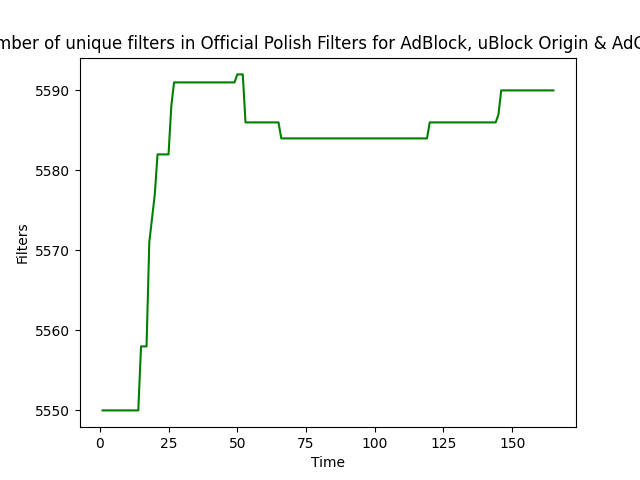 mber of unique filters in Official Polish Filters for AdBlock, uBlock Origin & AdG
5590
5580
5570
5560
5550
Filters
0 25 50 75 100 125 150
Time